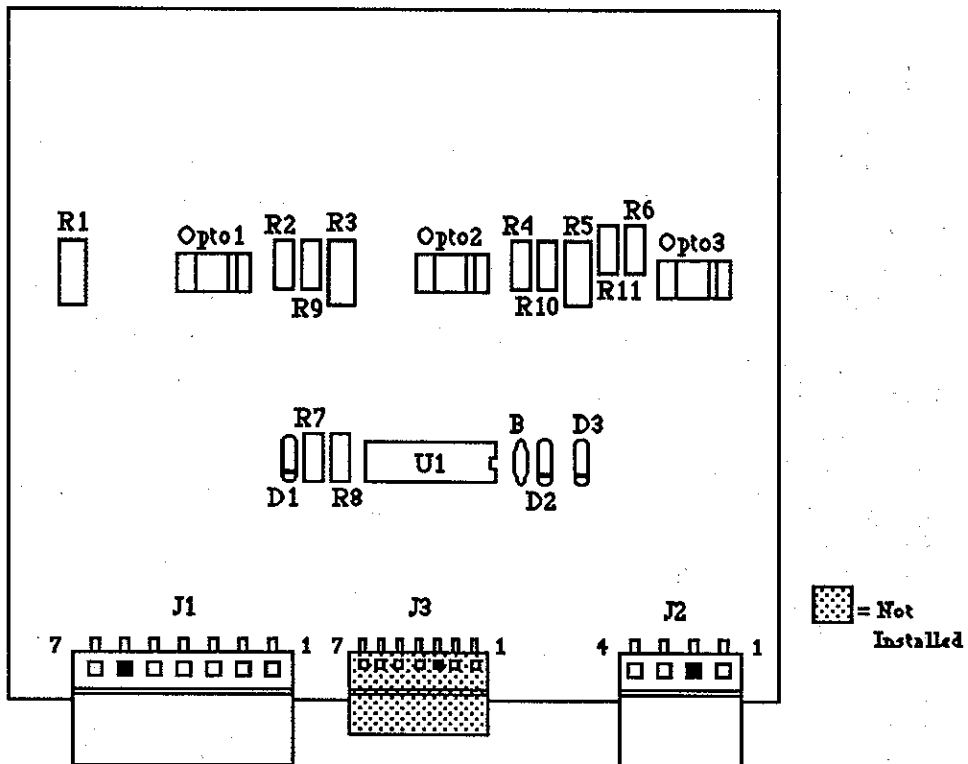 R1
Opto1
R2
R3
R9
Opto2
R4
R5
R10
R6
R11
Opto3
R7
D1
R8
U1
B
D2
D3
J1
7
1
J3
7
1
J2
4
1
= Not
Installed